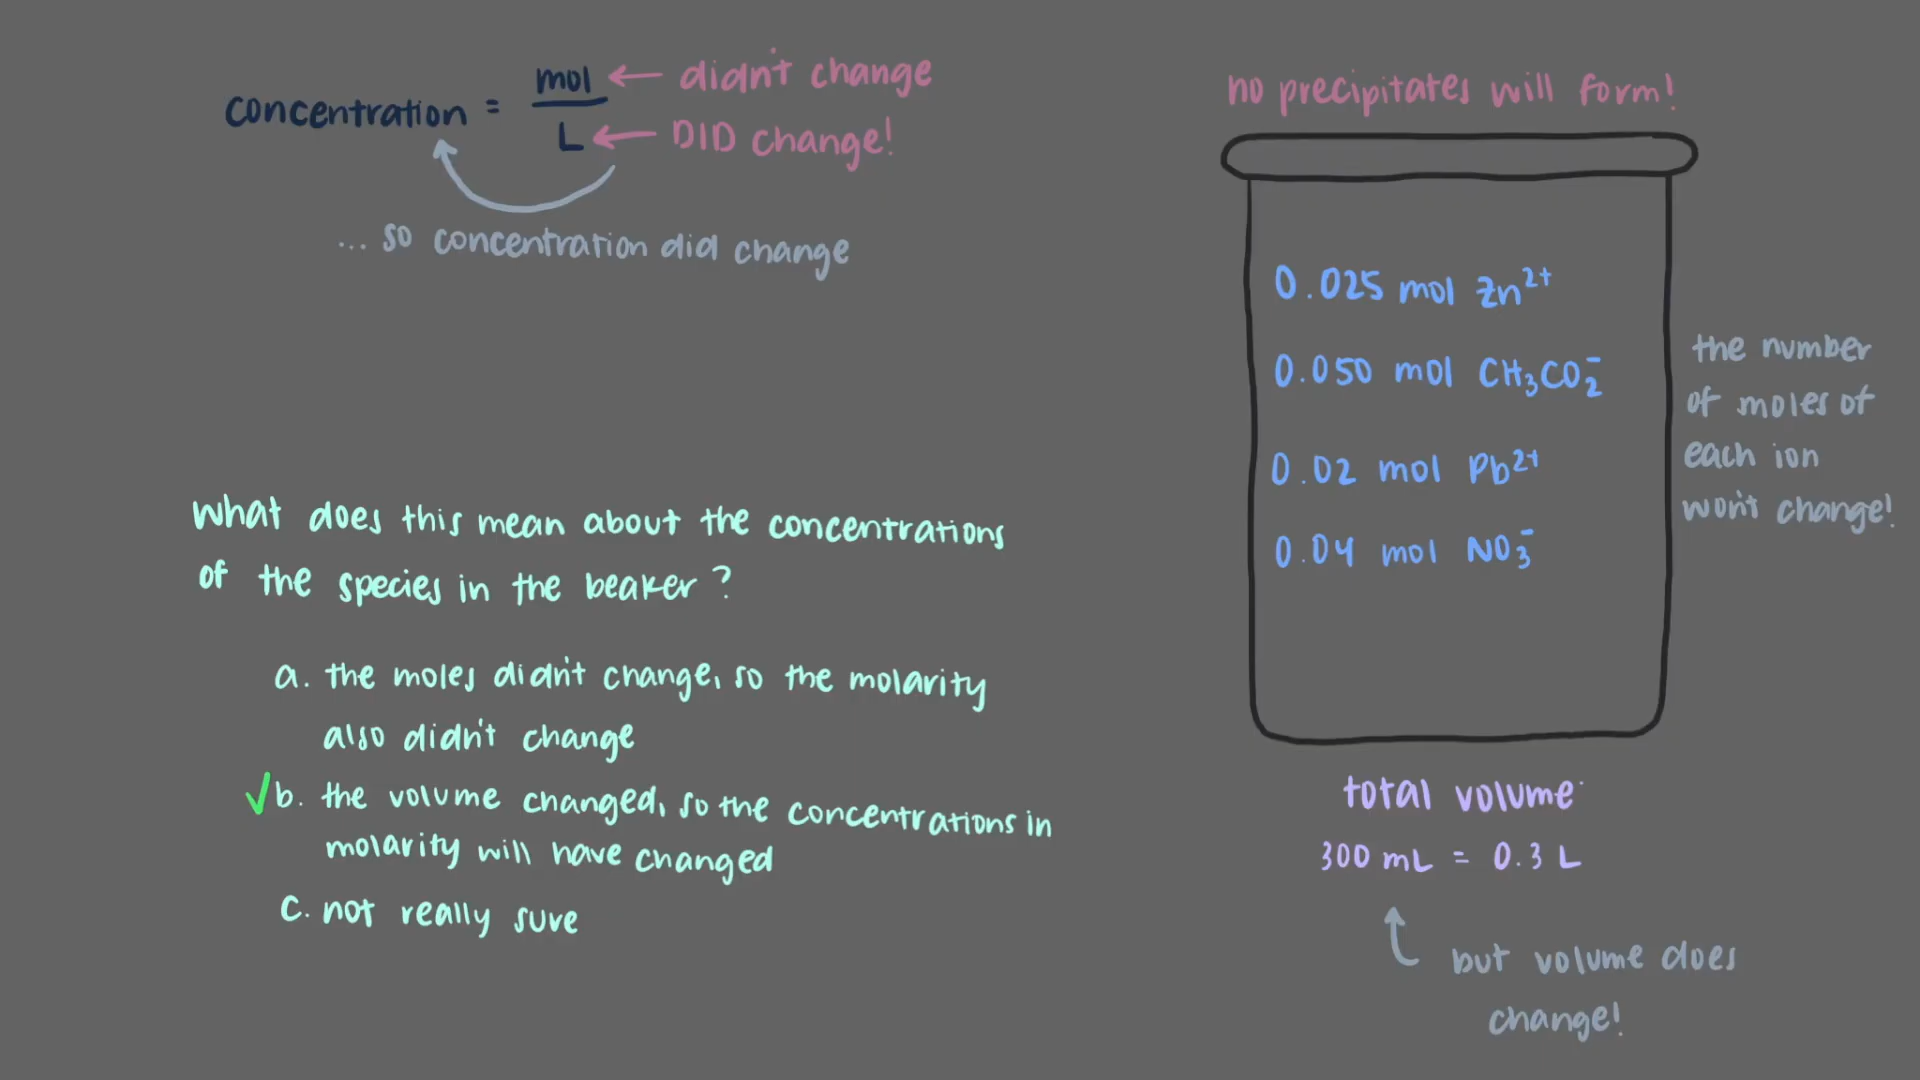 concentration = mol/L
mol ← didn't change
L ← DID change!
... so concentration did change
what does this mean about the concentrations
of the species in the beaker?
a. the moles didn't change, so the molarity
also didn't change
✓b. the volume changed, so the concentrations in
molarity will have changed
c. not really sure
no precipitates will form!
0.025 mol Zn²⁺
0.050 mol CH₃CO₂⁻
0.02 mol Pb²⁺
0.04 mol NO₃⁻
the number
of moles of
each ion
won't change!
total volume:
300 mL = 0.3 L
but volume does
change!